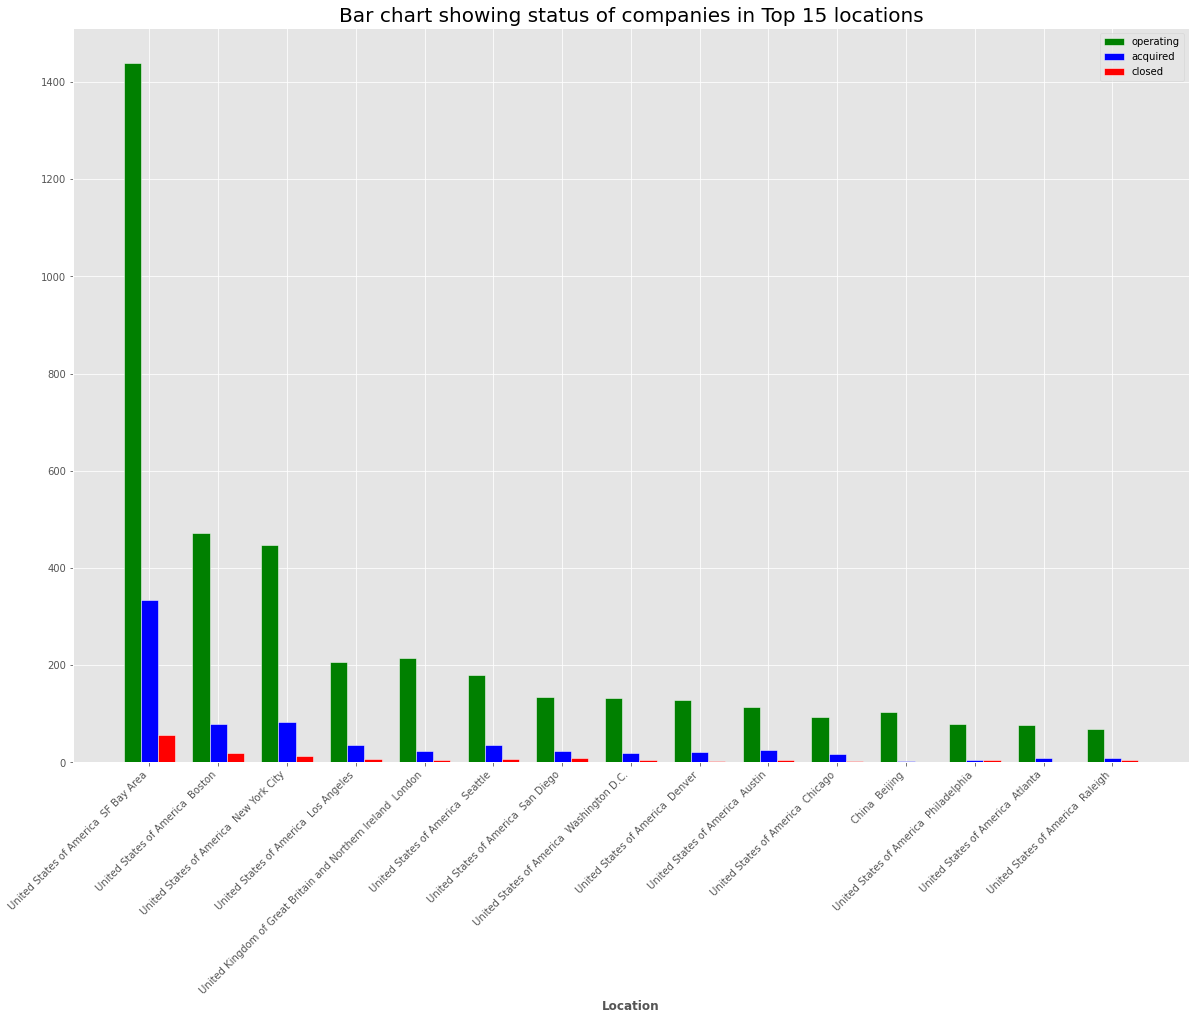 Bar chart showing status of companies in Top 15 locations
operating
acquired
closed
1400
1200
1000
800
600
400
200
0
United States of America  SF Bay Area
United States of America  Boston
United States of America  New York City
United States of America  Los Angeles
United Kingdom of Great Britain and Northern Ireland  London
United States of America  Seattle
United States of America  San Diego
United States of America  Washington D.C.
United States of America  Denver
United States of America  Austin
United States of America  Chicago
China  Beijing
United States of America  Philadelphia
United States of America  Atlanta
United States of America  Raleigh
Location